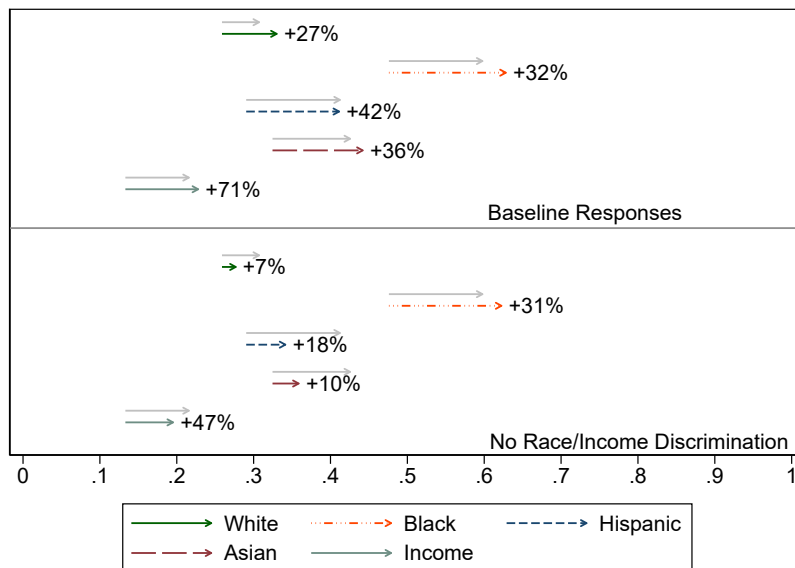 +27%
+32%
+42%
+36%
+71%
Baseline Responses
+7%
+31%
+18%
+10%
+47%
No Race/Income Discrimination
0 .1 .2 .3 .4 .5 .6 .7 .8 .9 1
White Black Hispanic
Asian Income